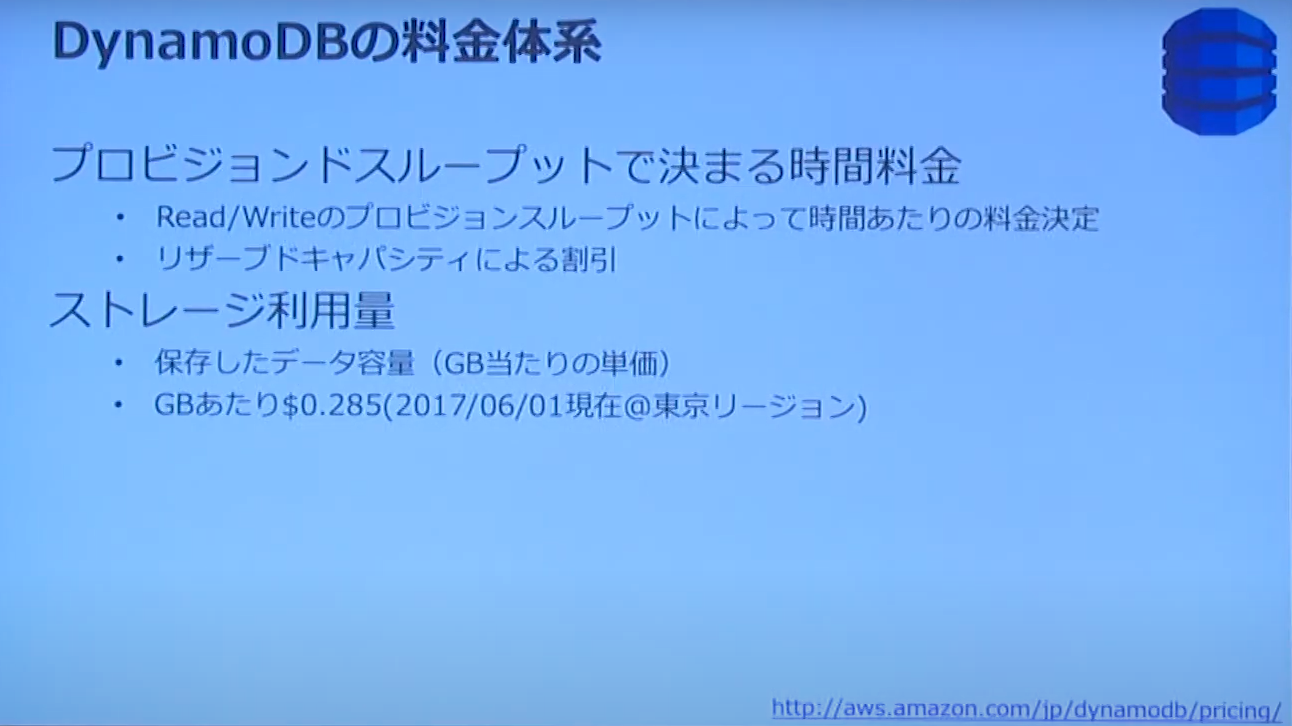 DynamoDBの料金体系
プロビジョンドスループットで決まる時間料金
• Read/Writeのプロビジョンスループットによって時間あたりの料金決定
• リザーブドキャパシティによる割引
ストレージ利用量
• 保存したデータ容量（GB当たりの単価）
• GBあたり$0.285(2017/06/01現在@東京リージョン)
http://aws.amazon.com/jp/dynamodb/pricing/